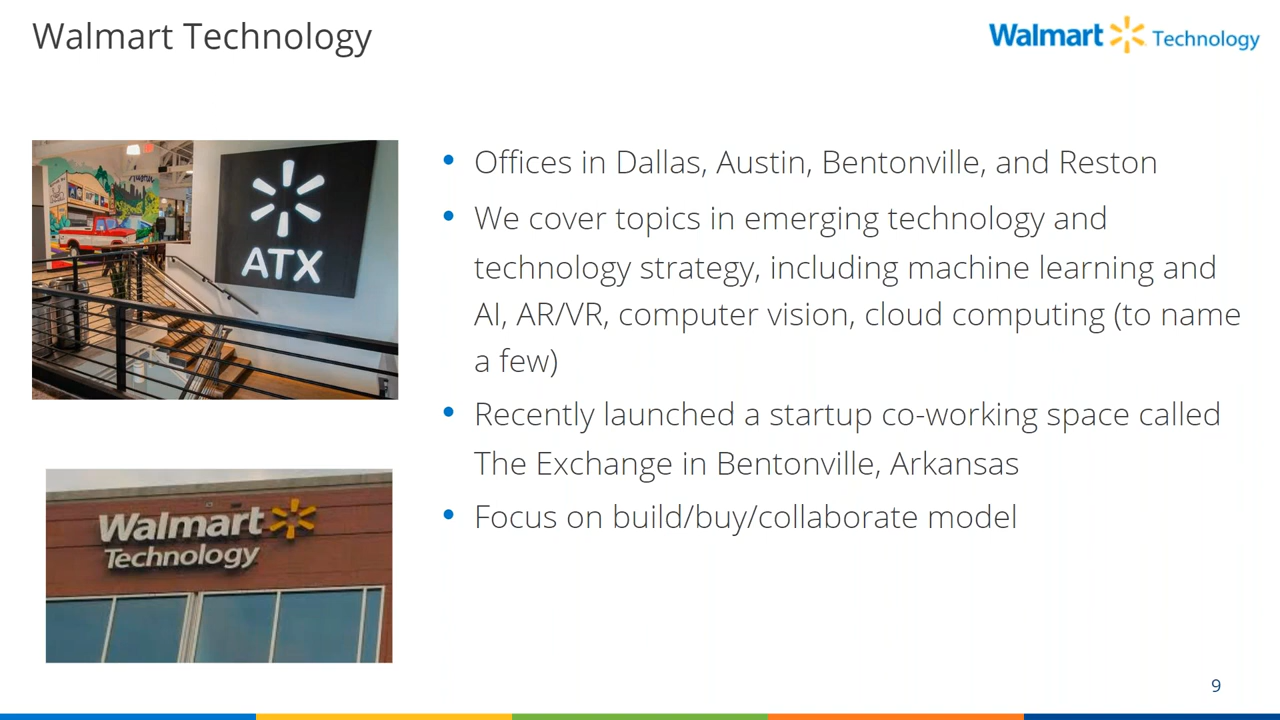 Walmart Technology
Walmart Technology
ATX
Walmart
Technology
• Offices in Dallas, Austin, Bentonville, and Reston
• We cover topics in emerging technology and
technology strategy, including machine learning and
AI, AR/VR, computer vision, cloud computing (to name
a few)
• Recently launched a startup co-working space called
The Exchange in Bentonville, Arkansas
• Focus on build/buy/collaborate model
9